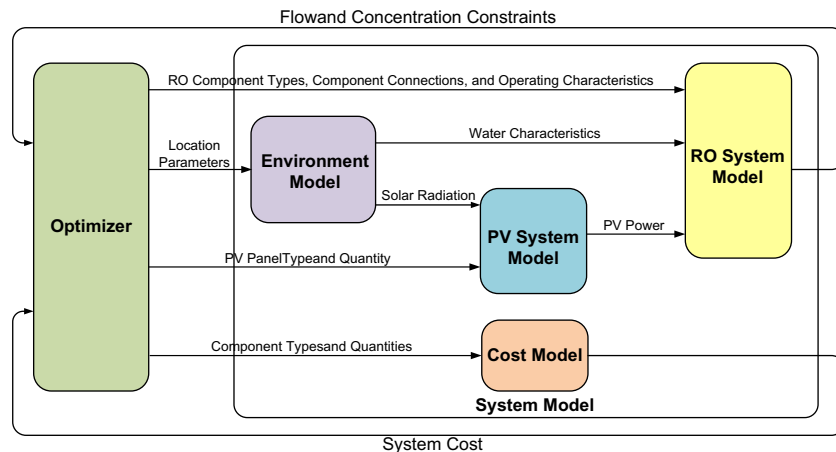 Flowand Concentration Constraints
RO Component Types, Component Connections, and Operating Characteristics
Location
Parameters
Environment
Model
Water Characteristics
RO System
Model
Solar Radiation
Optimizer
PV System
Model
PV Power
PV PanelTypeand Quantity
Component Typesand Quantities
Cost Model
System Model
System Cost